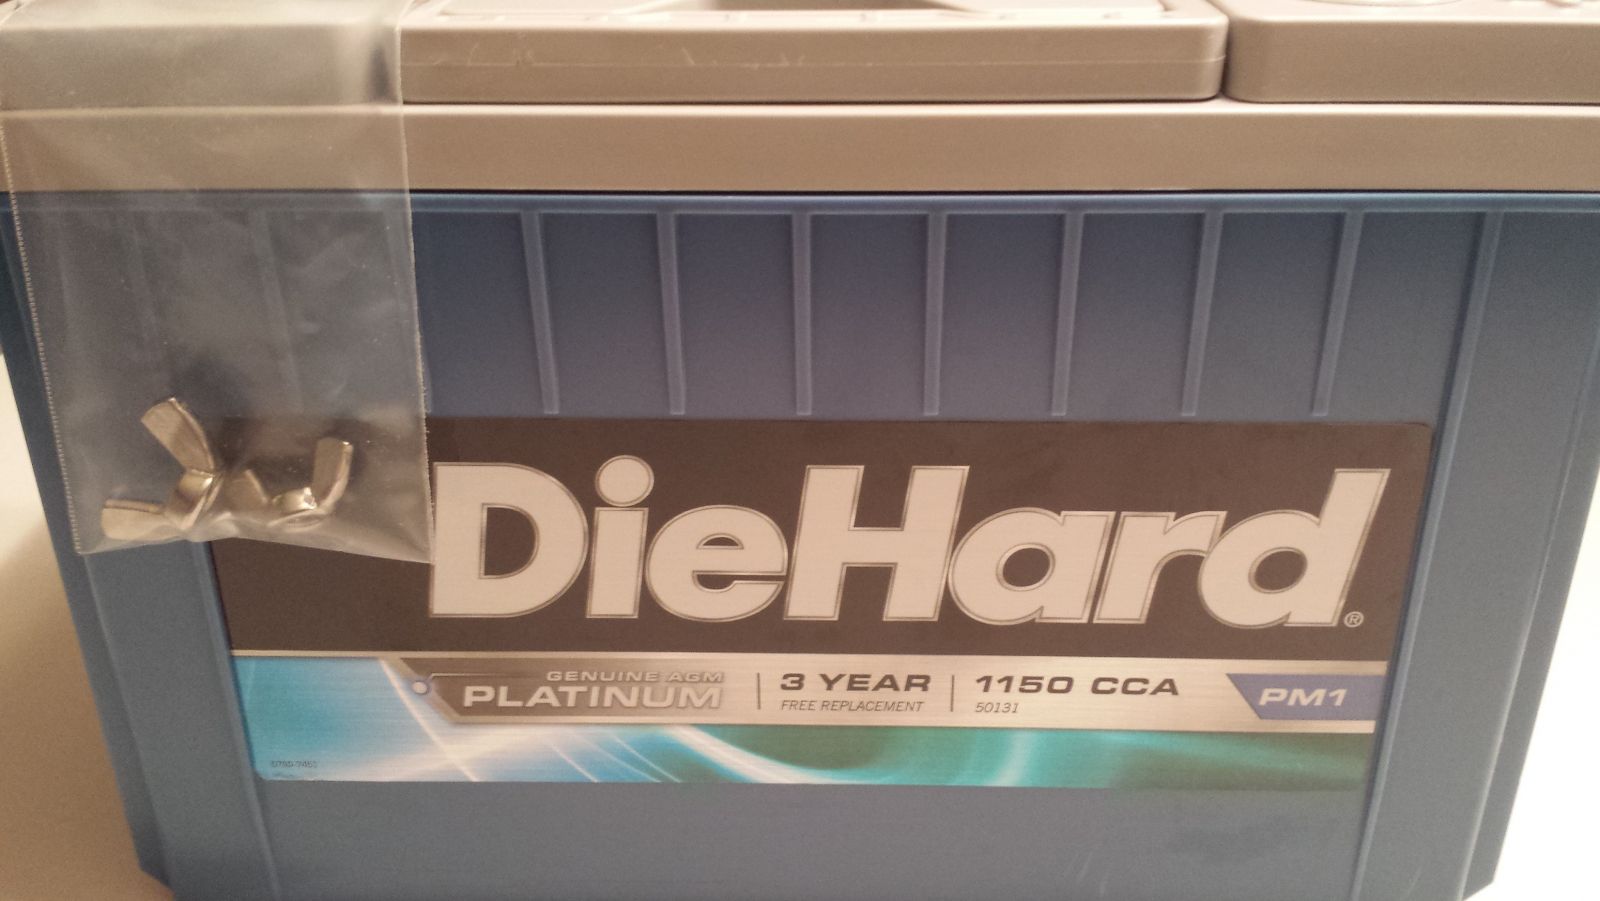 DieHard®
GENUINE AGM
PLATINUM
3 YEAR
FREE REPLACEMENT
1150 CCA
50131
PM1